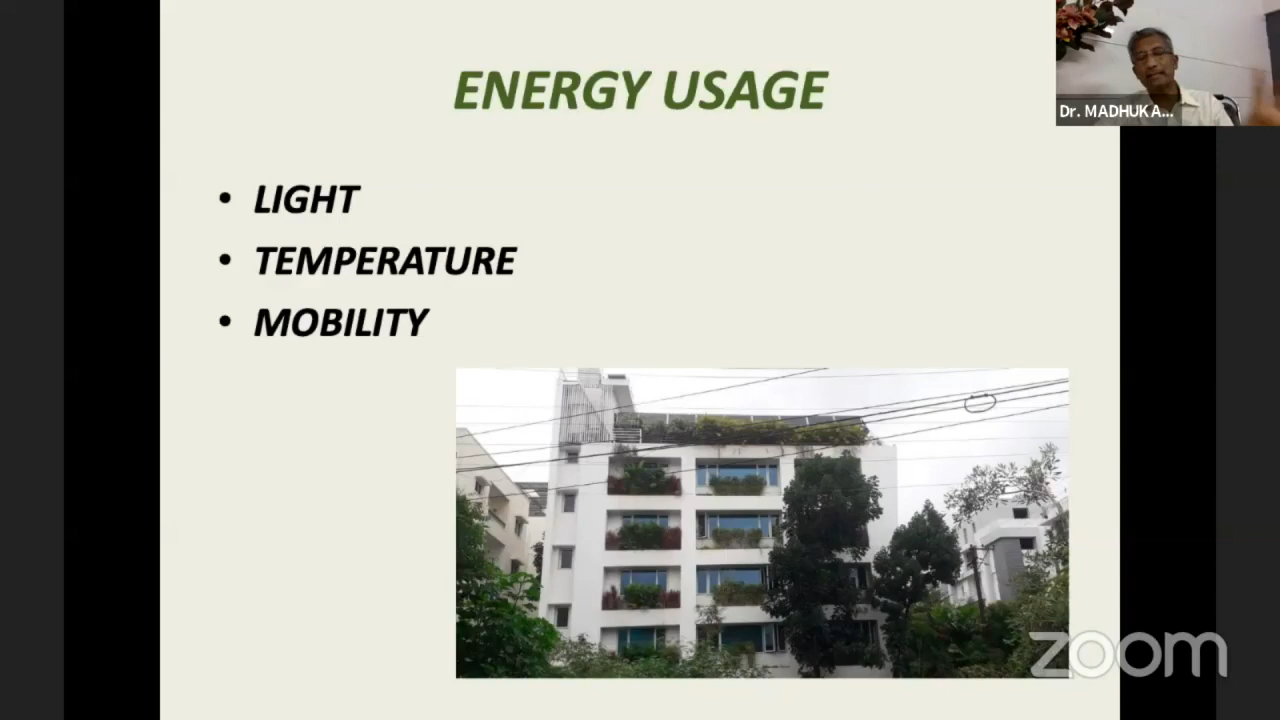 ENERGY USAGE
Dr. MADHUKA...
• LIGHT
• TEMPERATURE
• MOBILITY
zoom